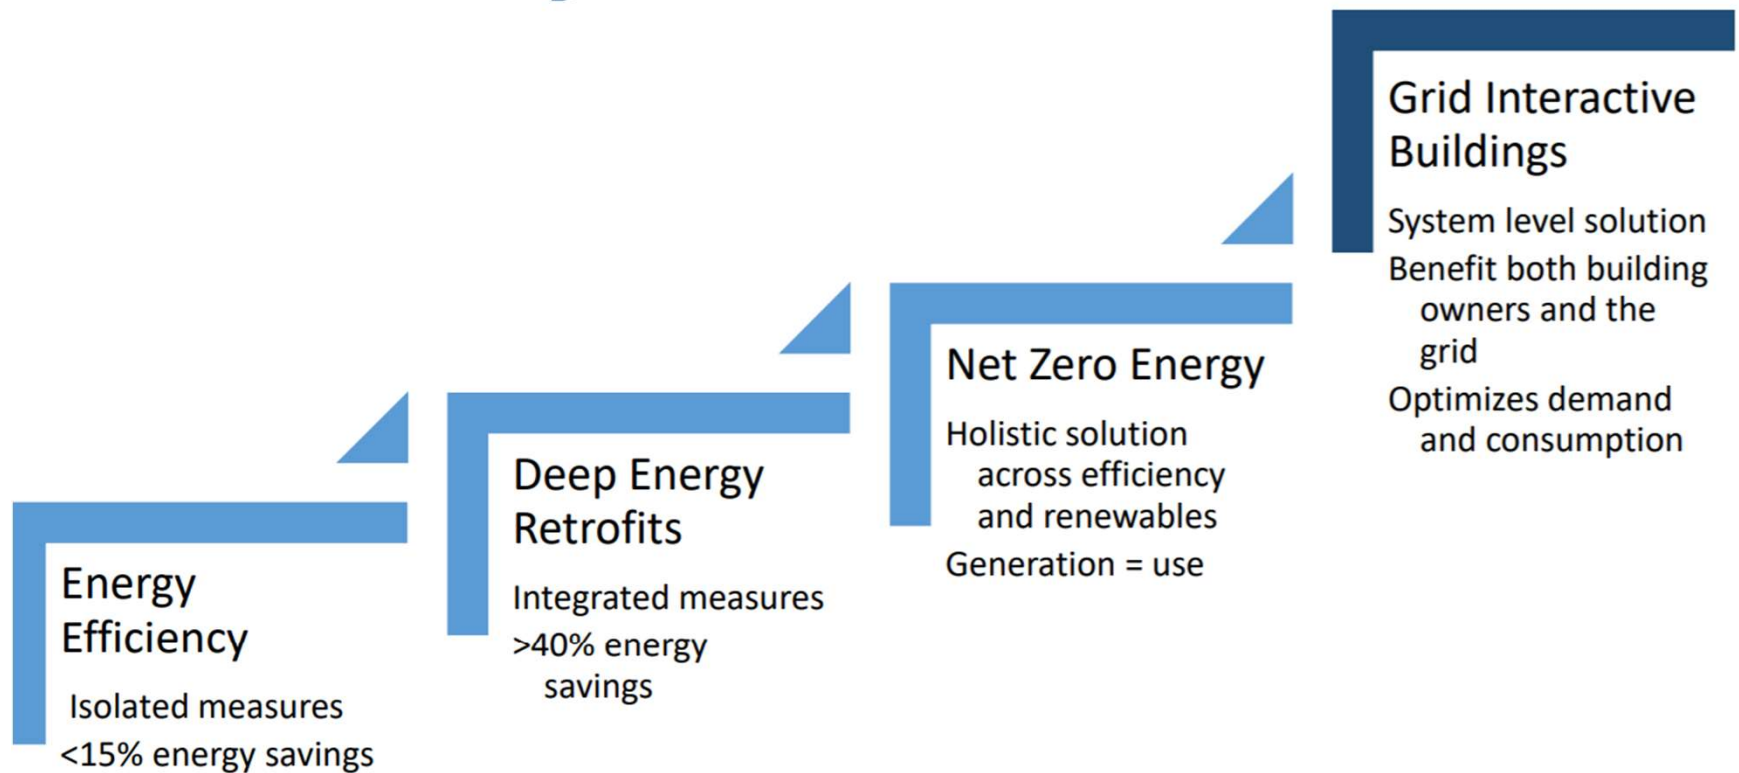 Energy
Efficiency
Isolated measures
<15% energy savings
Deep Energy
Retrofits
Integrated measures
>40% energy
savings
Net Zero Energy
Holistic solution
across efficiency
and renewables
Generation = use
Grid Interactive
Buildings
System level solution
Benefit both building
owners and the
grid
Optimizes demand
and consumption